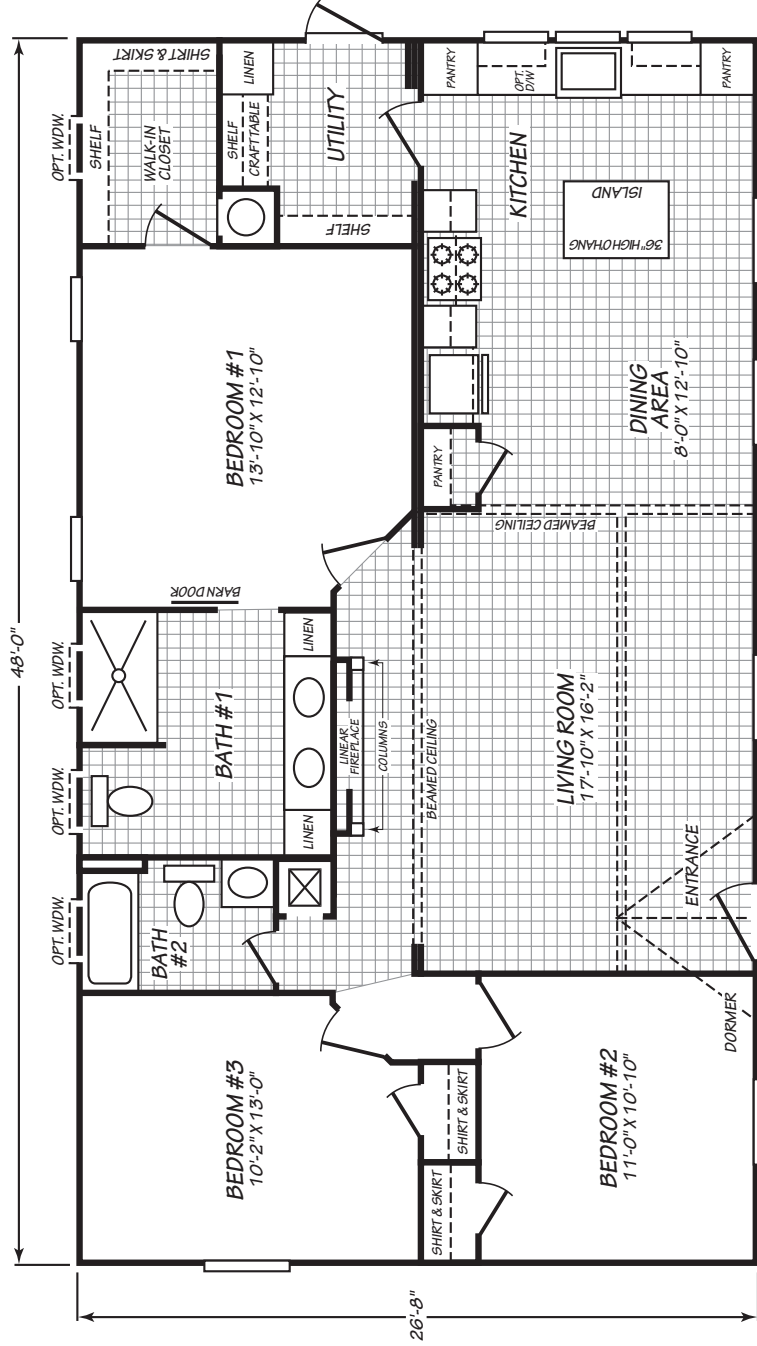 48'-0"
26'-8"
OPT. WDW.
OPT. WDW.
OPT. WDW.
OPT. WDW.
BEDROOM #3
10'-2" X 13'-0"
BATH
#2
BATH #1
LINEN
LINEN
BARN DOOR
BEDROOM #1
13'-10" X 12'-10"
SHELF
WALK-IN
CLOSET
SHIRT & SKIRT
SHELF
CRAFTTABLE
LINEN
SHELF
UTILITY
LINEAR
FIREPLACE
COLUMNS
BEAMED CEILING
SHIRT & SKIRT
SHIRT & SKIRT
BEDROOM #2
11'-0" X 10'-10"
DORMER
ENTRANCE
LIVING ROOM
17'-10" X 16'-2"
BEAMED CEILING
PANTRY
DINING
AREA
8'-0" X 12'-10"
KITCHEN
ISLAND
36" HIGH O'HANG
PANTRY
OPT.
D/W
PANTRY